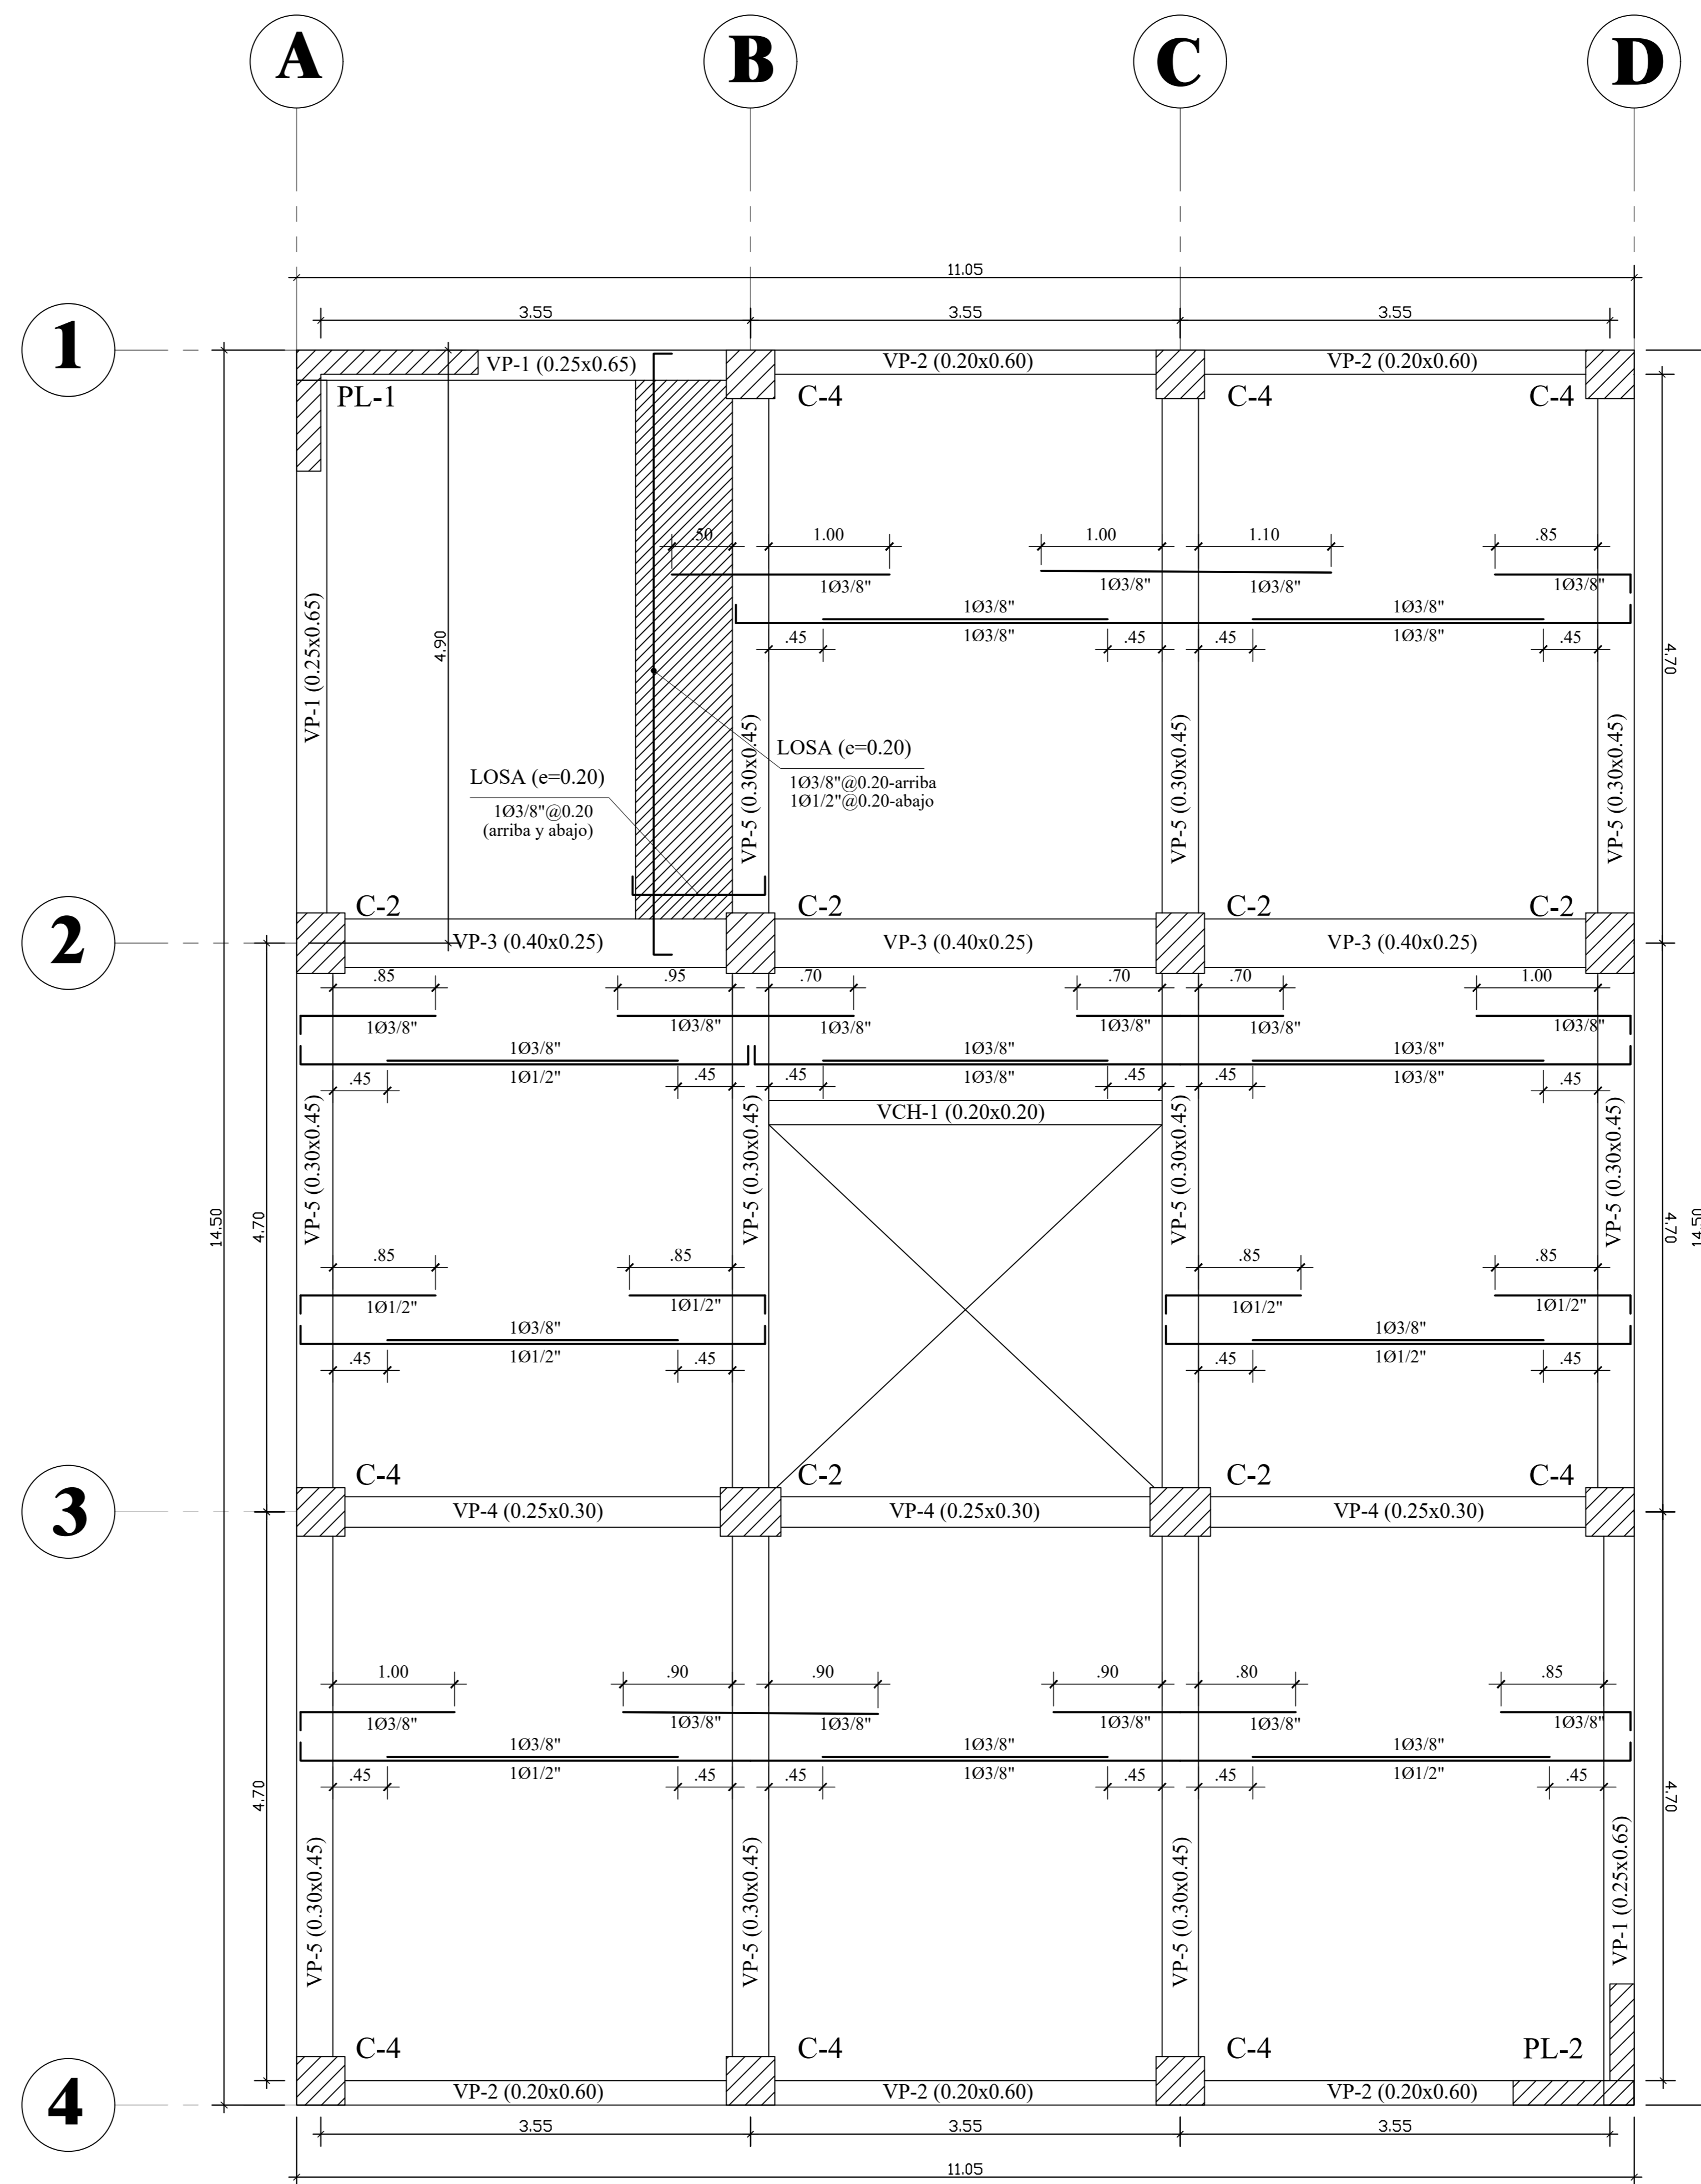 A B C D
11.05
3.55 3.55 3.55
1
VP-1 (0.25x0.65) VP-2 (0.20x0.60) VP-2 (0.20x0.60)
PL-1 C-4 C-4 C-4
.50 1.00 1.00 1.10 .85
1Ø3/8" 1Ø3/8" 1Ø3/8" 1Ø3/8"
1Ø3/8" 1Ø3/8"
1Ø3/8" 1Ø3/8"
.45 .45 .45 .45
VP-1 (0.25x0.65)
4.90
4.70
VP-5 (0.30x0.45) VP-5 (0.30x0.45) VP-5 (0.30x0.45)
LOSA (e=0.20)
1Ø3/8"@0.20-arriba
1Ø1/2"@0.20-abajo
LOSA (e=0.20)
1Ø3/8"@0.20
(arriba y abajo)
C-2 C-2 C-2 C-2
2
VP-3 (0.40x0.25) VP-3 (0.40x0.25) VP-3 (0.40x0.25)
.85 .95 .70 .70 .70 1.00
1Ø3/8" 1Ø3/8" 1Ø3/8" 1Ø3/8" 1Ø3/8"
1Ø3/8" 1Ø3/8" 1Ø3/8"
1Ø1/2" 1Ø3/8" 1Ø3/8"
.45 .45 .45 .45 .45 .45
VCH-1 (0.20x0.20)
VP-5 (0.30x0.45) VP-5 (0.30x0.45) VP-5 (0.30x0.45) VP-5 (0.30x0.45)
14.50 4.70 4.70 14.50
.85 .85 .85 .85
1Ø1/2" 1Ø1/2" 1Ø1/2" 1Ø1/2"
1Ø3/8" 1Ø3/8"
1Ø1/2" 1Ø1/2"
.45 .45 .45 .45
C-4 C-2 C-2 C-4
3
VP-4 (0.25x0.30) VP-4 (0.25x0.30) VP-4 (0.25x0.30)
1.00 .90 .90 .90 .80 .85
1Ø3/8" 1Ø3/8" 1Ø3/8" 1Ø3/8" 1Ø3/8" 1Ø3/8"
1Ø3/8" 1Ø3/8" 1Ø3/8"
1Ø1/2" 1Ø3/8" 1Ø1/2"
.45 .45 .45 .45 .45 .45
4.70 4.70
VP-5 (0.30x0.45) VP-5 (0.30x0.45) VP-5 (0.30x0.45) VP-1 (0.25x0.65)
C-4 C-4 C-4 PL-2
4
VP-2 (0.20x0.60) VP-2 (0.20x0.60) VP-2 (0.20x0.60)
3.55 3.55 3.55
11.05